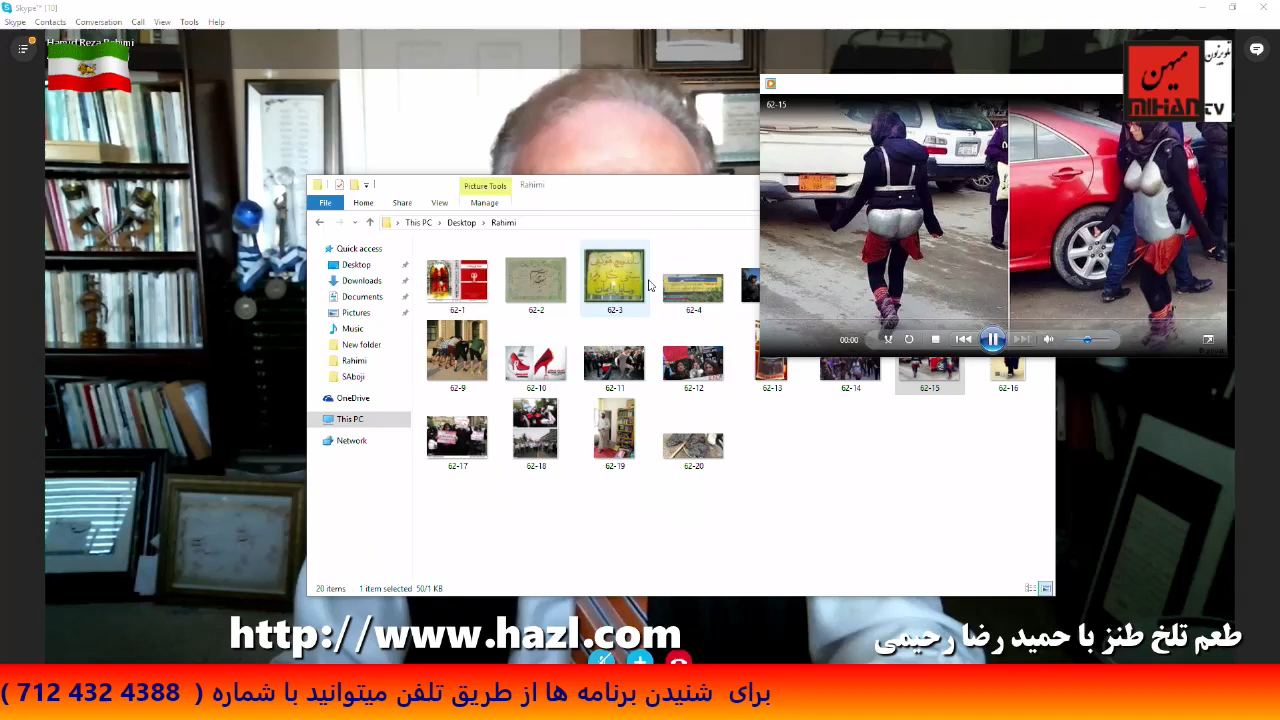 Skype™ [10]
Skype Contacts Conversation Call View Tools Help
Hamid Reza Rahimi
میهن
تلویزیون
MIHAN TV
62-15
Picture Tools
Rahimi
File Home Share View Manage
This PC Desktop Rahimi
Quick access
Desktop
Downloads
Documents
Pictures
Music
New folder
Rahimi
SAboji
OneDrive
This PC
Network
62-1 62-2 62-3 62-4
62-9 62-10 62-11 62-12 62-13 62-14 62-15 62-16
62-17 62-18 62-19 62-20
00:00
20 items 1 item selected 50/1 KB
http://www.hazl.com
طعم تلخ طنز با حمید رضا رحیمی
برای شنیدن برنامه ها از طریق تلفن میتوانید با شماره ( 712 432 4388 )